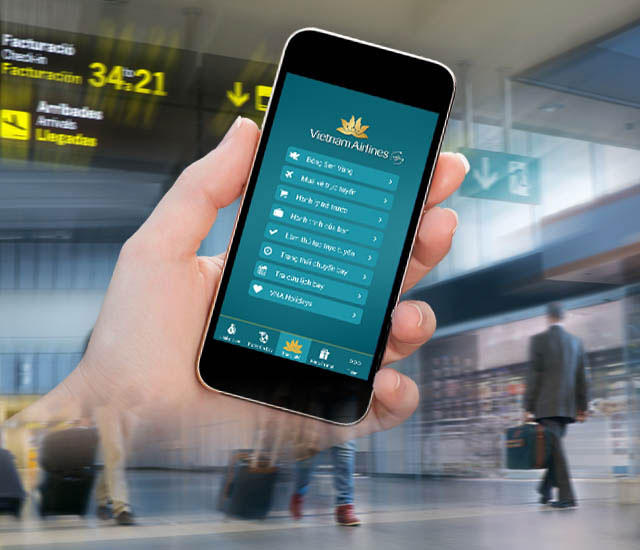 Facturació
Check-in
Facturación
34 21
Arribades
Arrivals
Llegadas
Vietnam Airlines
Bông Sen Vàng
Mua vé trực tuyến
Hành lý trả trước
Hành trình của bạn
Làm thủ tục trực tuyến
Trạng thái chuyến bay
Tra cứu lịch bay
VNA Holidays